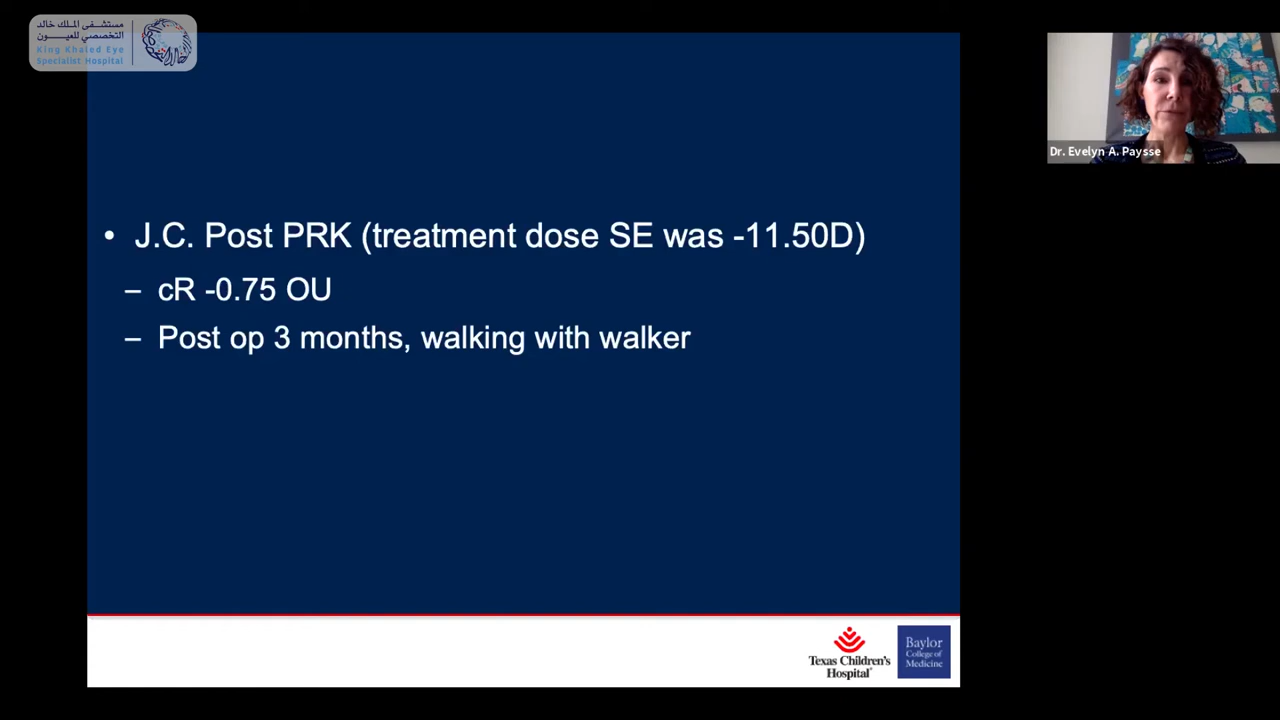 مستشفى الملك خالد
التخصصي للعيون
King Khaled Eye
Specialist Hospital
Dr. Evelyn A. Paysse
• J.C. Post PRK (treatment dose SE was -11.50D)
– cR -0.75 OU
– Post op 3 months, walking with walker
Texas Children's
Hospital
Baylor
College of
Medicine